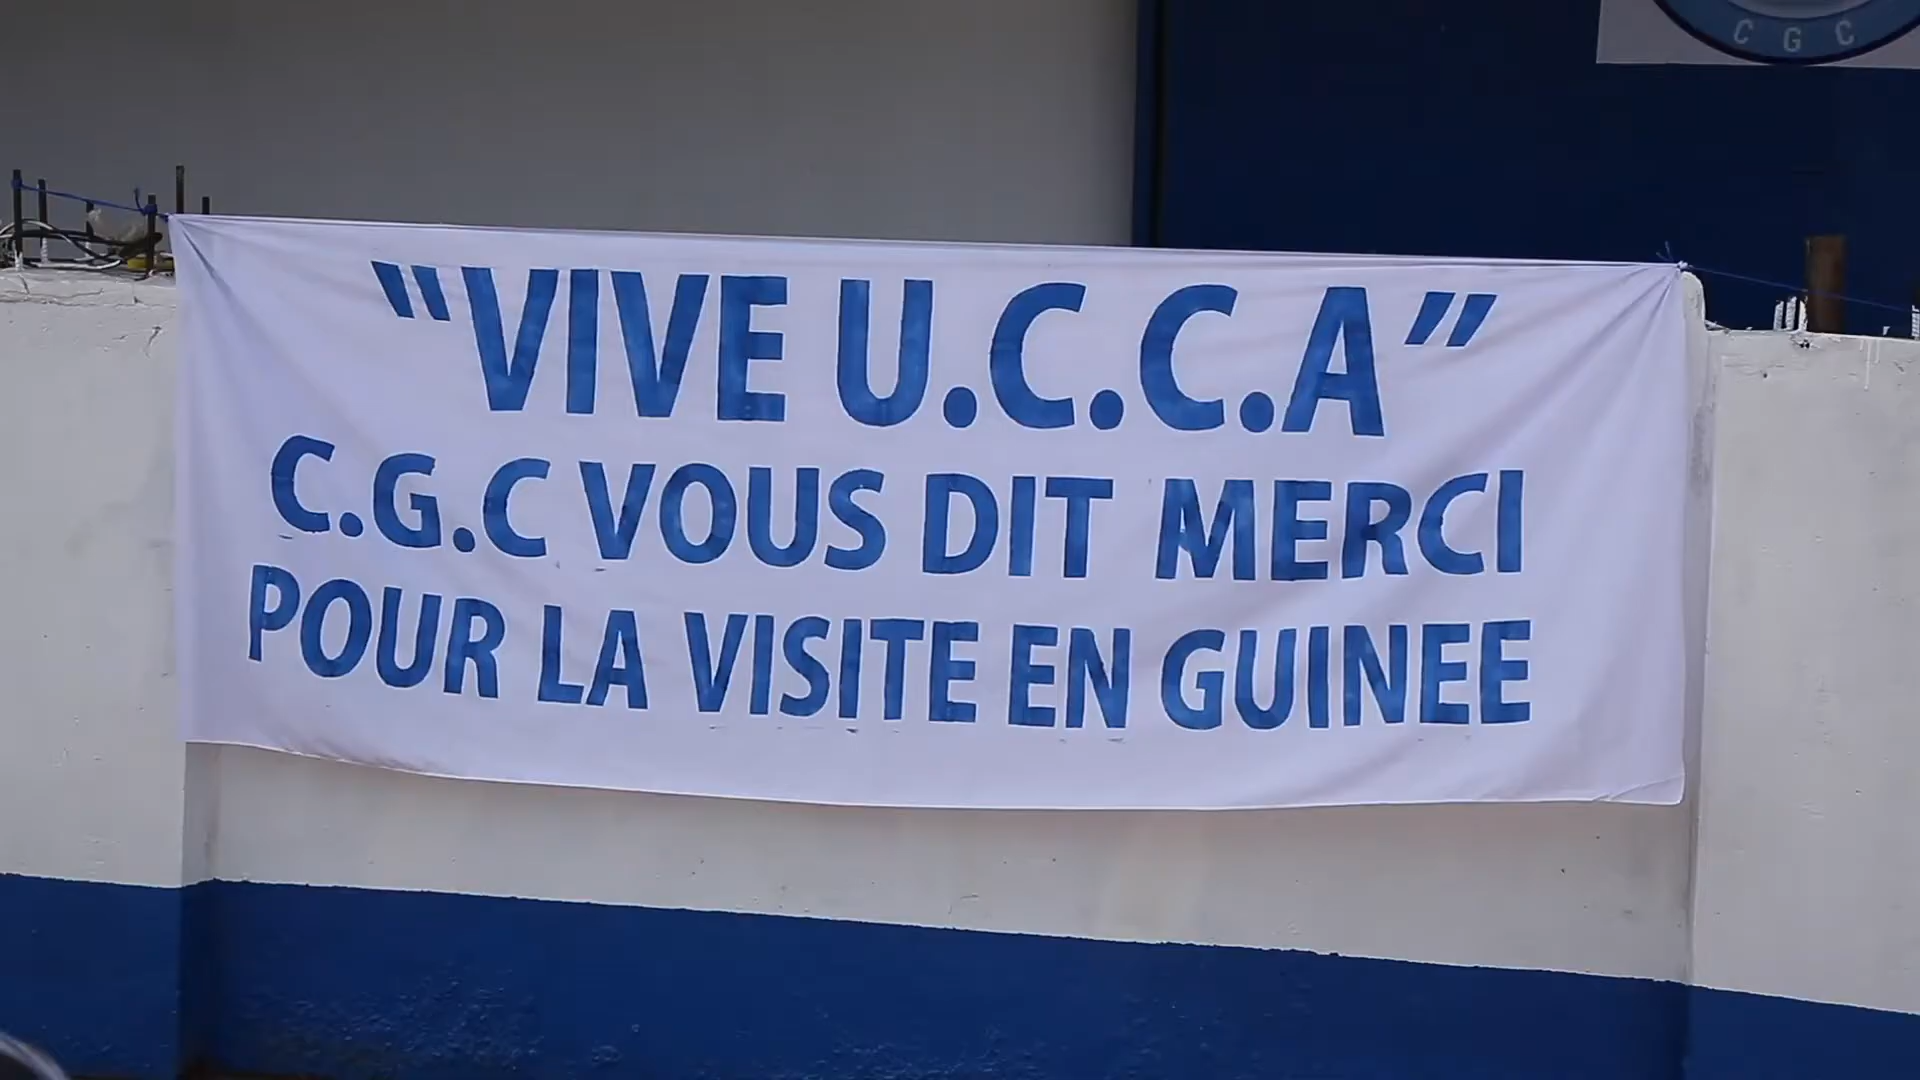 C G C
"VIVE U.C.C.A"
C.G.C VOUS DIT MERCI
POUR LA VISITE EN GUINEE